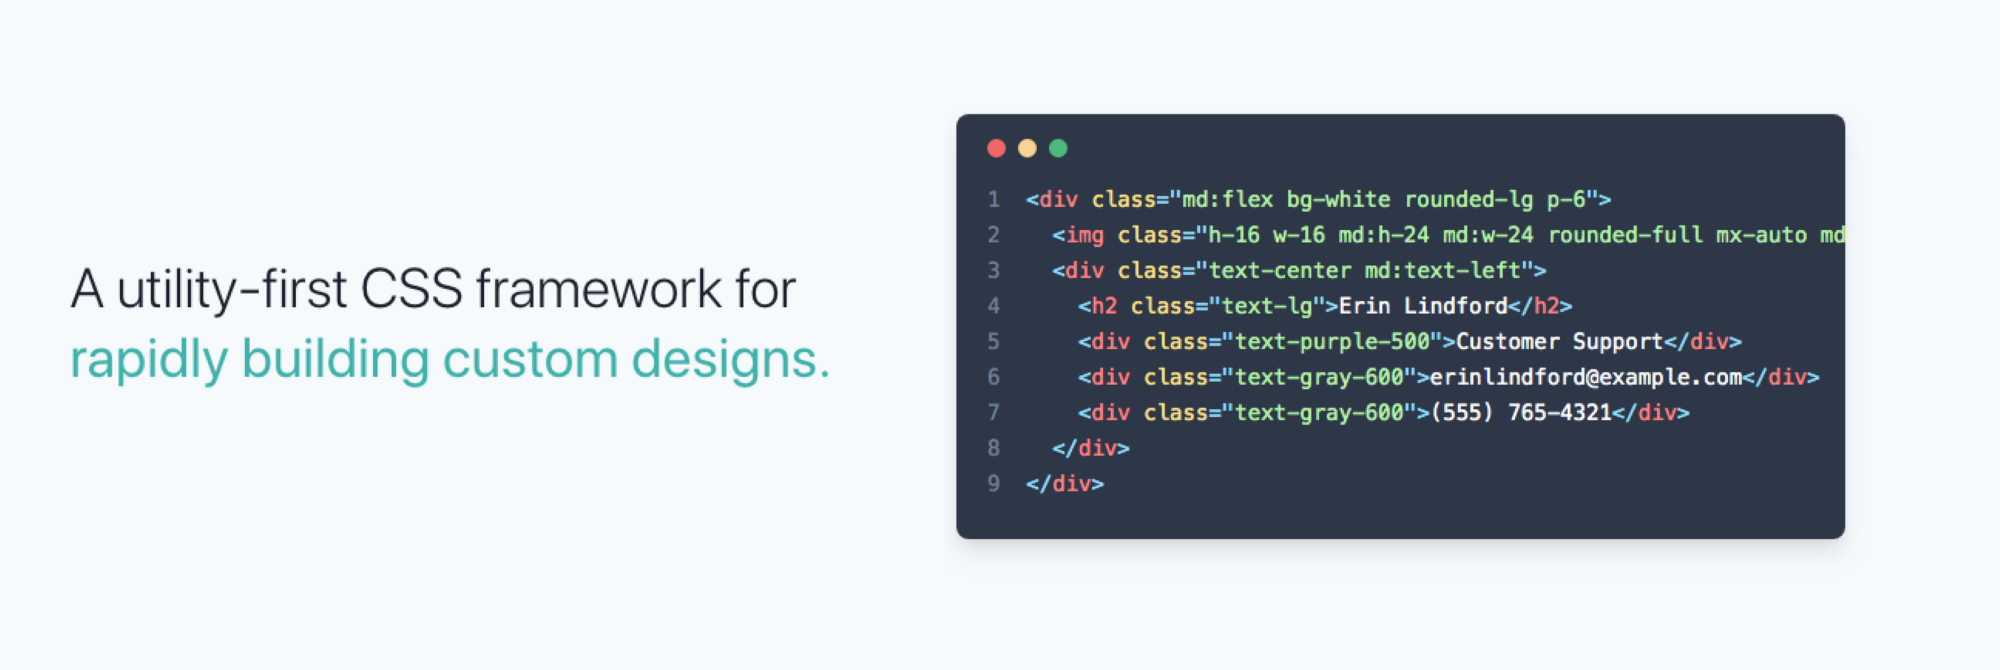 A utility-first CSS framework for
rapidly building custom designs.
1 <div class="md:flex bg-white rounded-lg p-6">
2   <img class="h-16 w-16 md:h-24 md:w-24 rounded-full mx-auto md
3   <div class="text-center md:text-left">
4     <h2 class="text-lg">Erin Lindford</h2>
5     <div class="text-purple-500">Customer Support</div>
6     <div class="text-gray-600">erinlindford@example.com</div>
7     <div class="text-gray-600">(555) 765-4321</div>
8   </div>
9 </div>